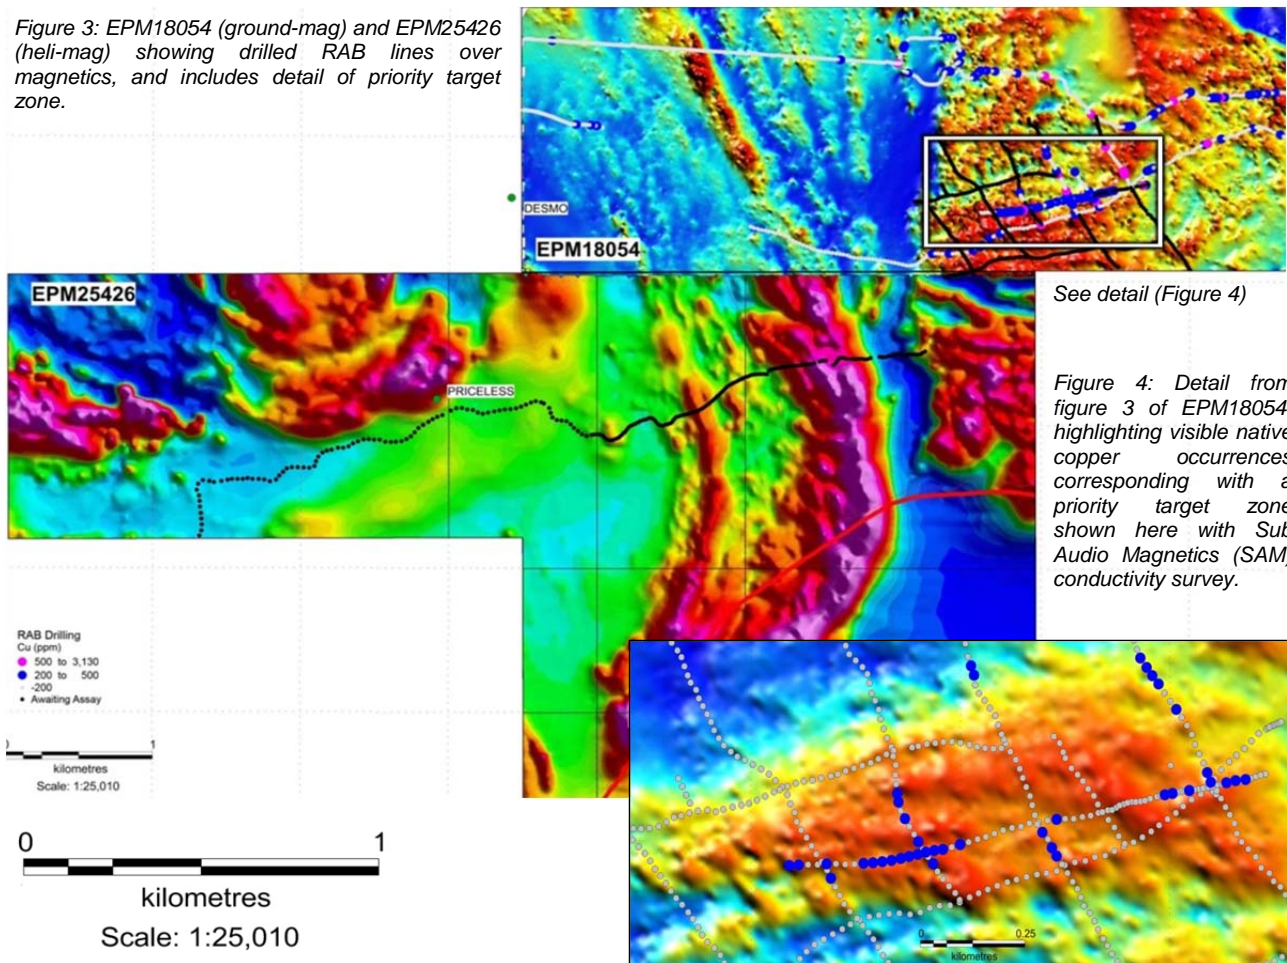 Figure 3: EPM18054 (ground-mag) and EPM25426
(heli-mag) showing drilled RAB lines over
magnetics, and includes detail of priority target
zone.
DESMO
EPM18054
EPM25426
PRICELESS
See detail (Figure 4)
Figure 4: Detail from
figure 3 of EPM18054
highlighting visible native
copper occurrences
corresponding with a
priority target zone
shown here with Sub
Audio Magnetics (SAM)
conductivity survey.
RAB Drilling
Cu (ppm)
500 to 3,130
200 to 500
-200
Awaiting Assay
1
kilometres
Scale: 1:25,010
0 1
kilometres
Scale: 1:25,010
0 0.25
kilometres